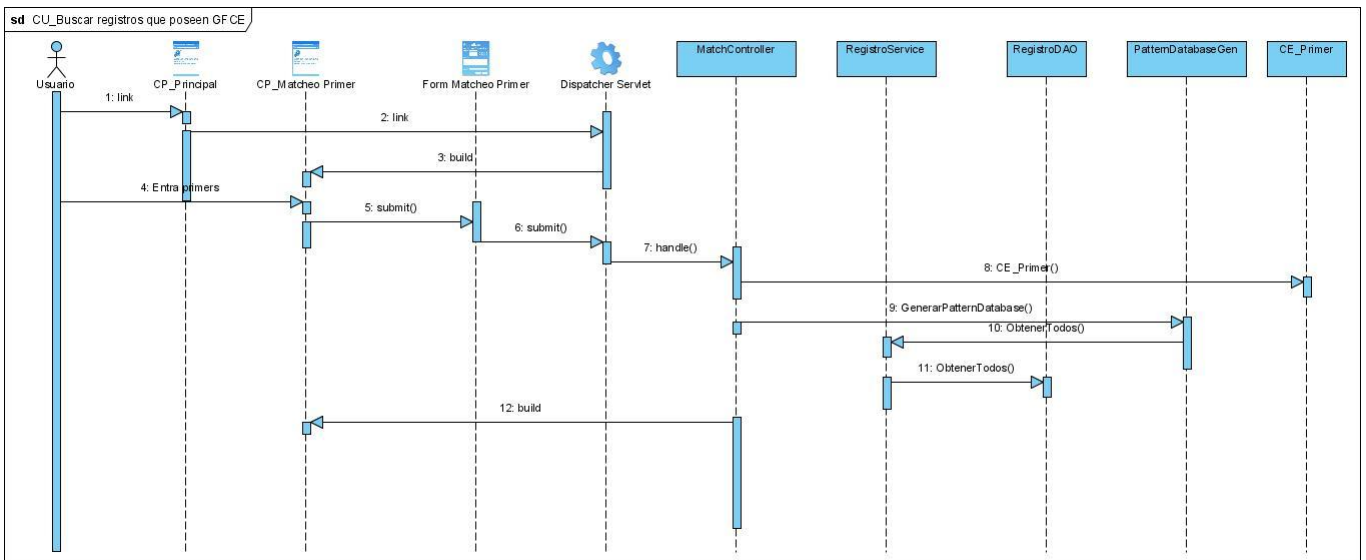 sd CU_Buscar registros que poseen GFCE
Usuario
CP_Principal
CP_Matcheo Primer
Form Matcheo Primer
Dispatcher Servlet
MatchController
RegistroService
RegistroDAO
PatternDatabaseGen
CE_Primer
1: link
2: link
3: build
4: Entra primers
5: submit()
6: submit()
7: handle()
8: CE_Primer()
9: GenerarPatternDatabase()
10: ObtenerTodos()
11: ObtenerTodos()
12: build